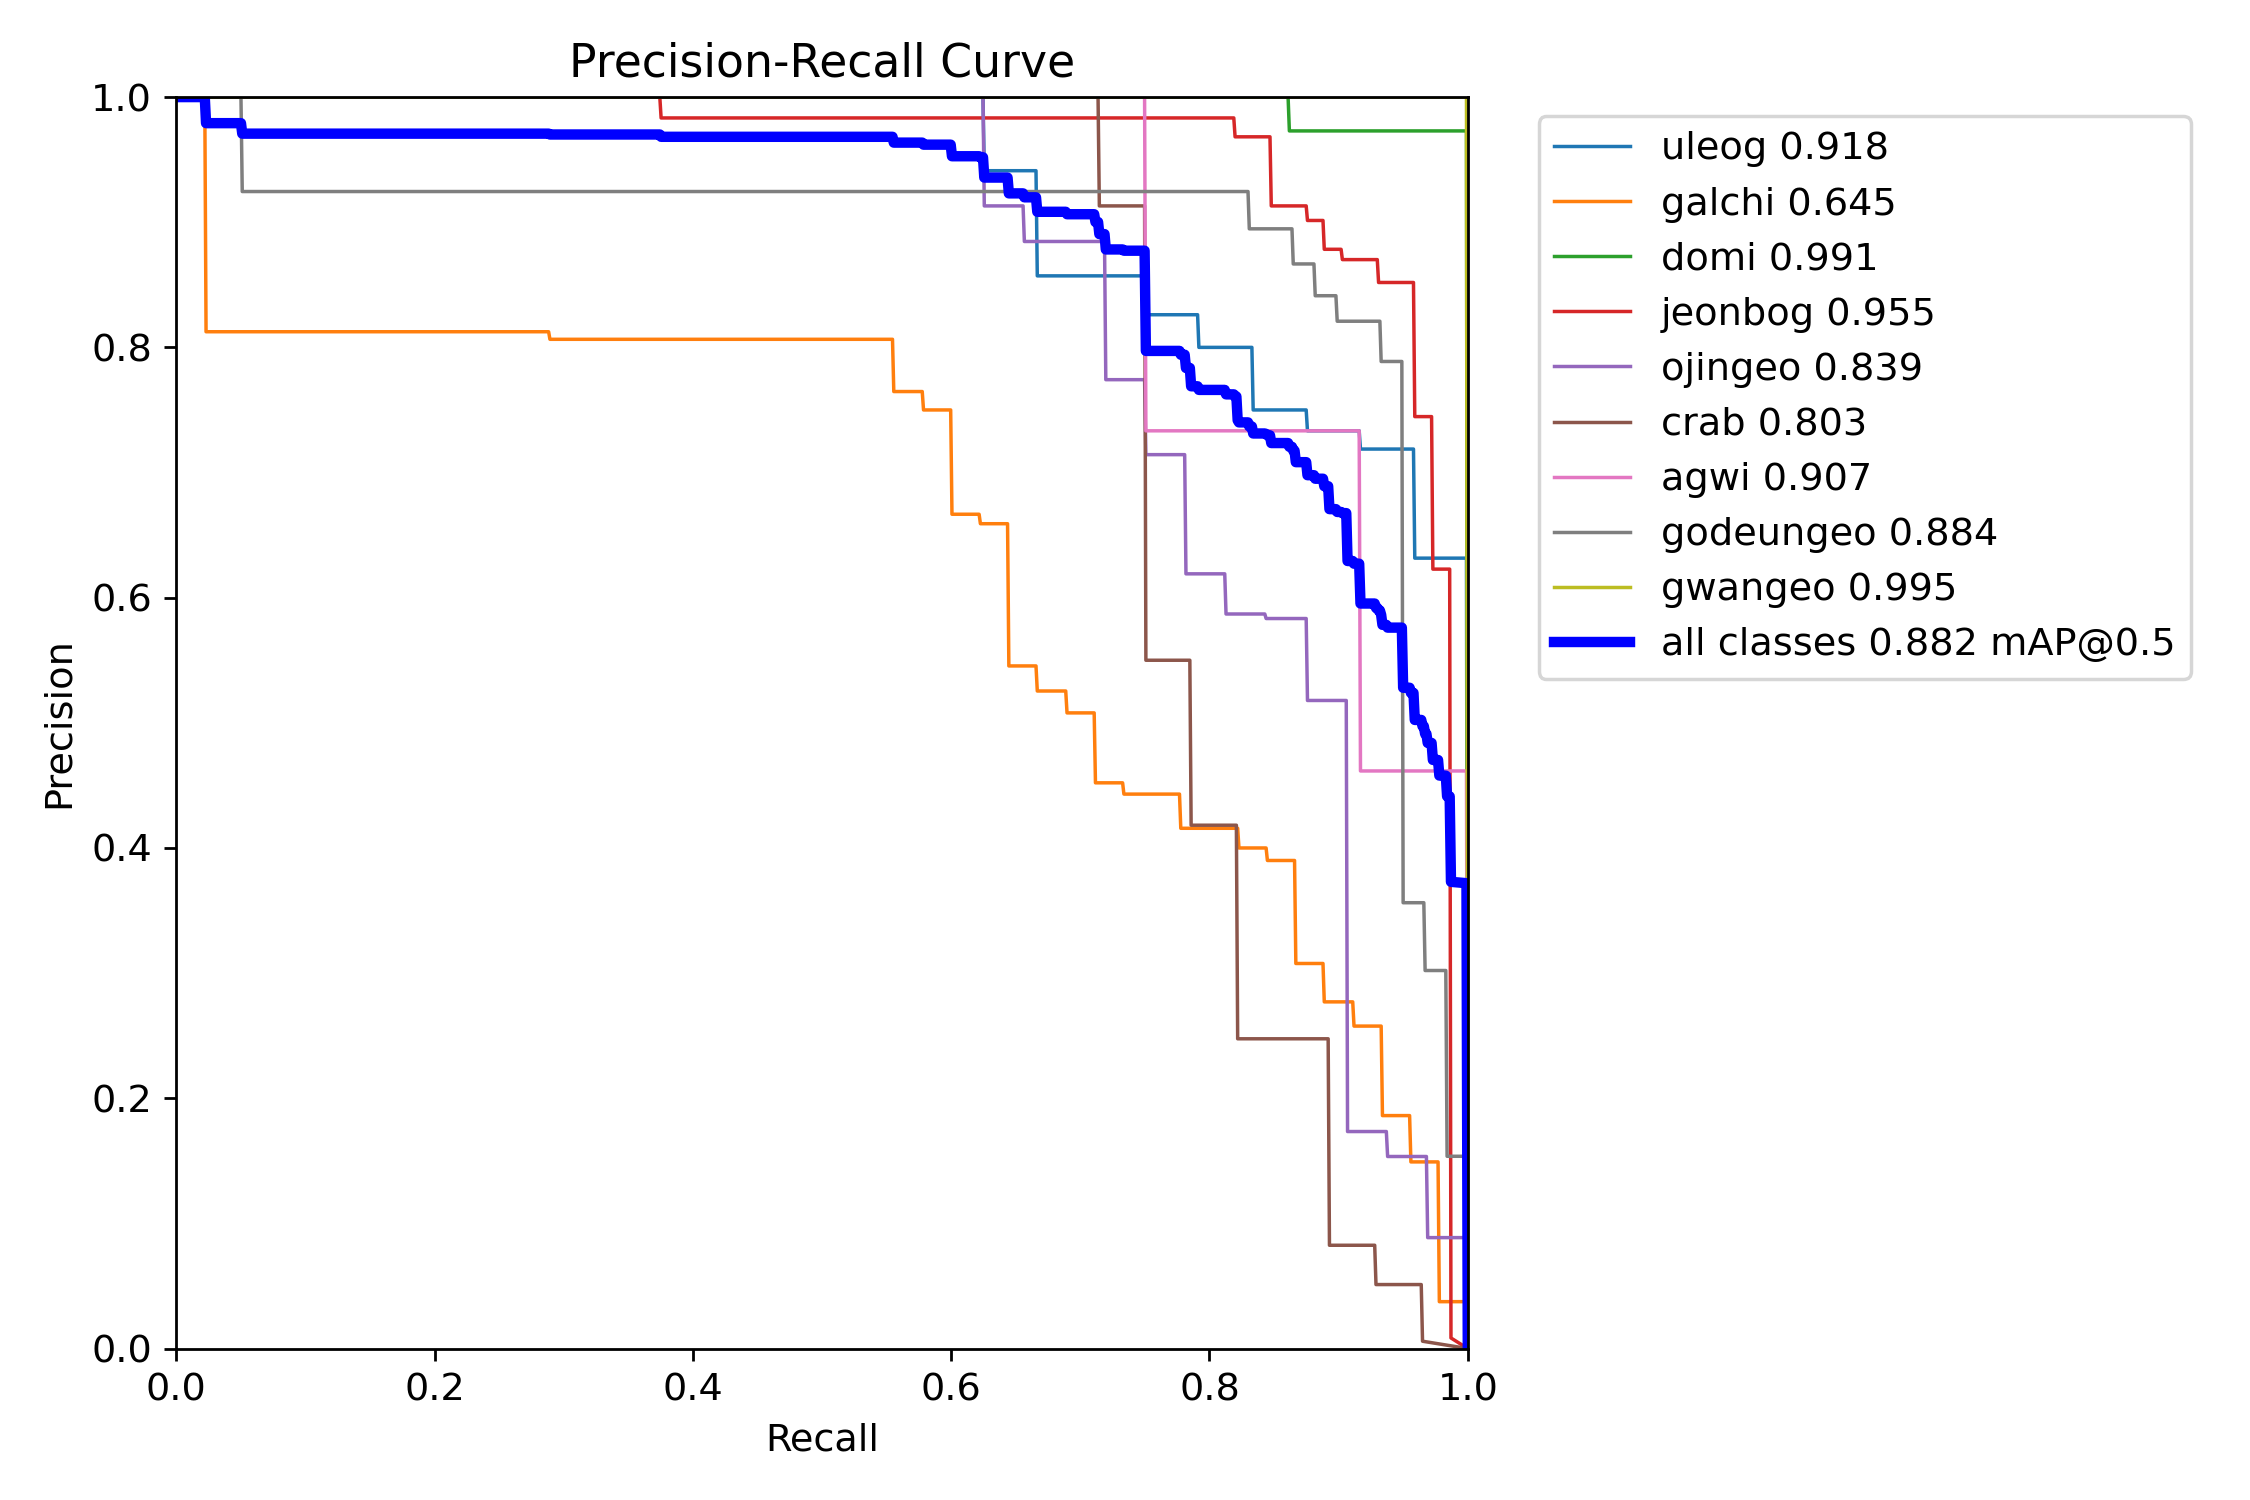 Precision-Recall Curve
1.0
0.8
0.6
0.4
0.2
0.0
Precision
0.0 0.2 0.4 0.6 0.8 1.0
Recall
uleog 0.918
galchi 0.645
domi 0.991
jeonbog 0.955
ojingeo 0.839
crab 0.803
agwi 0.907
godeungeo 0.884
gwangeo 0.995
all classes 0.882 mAP@0.5